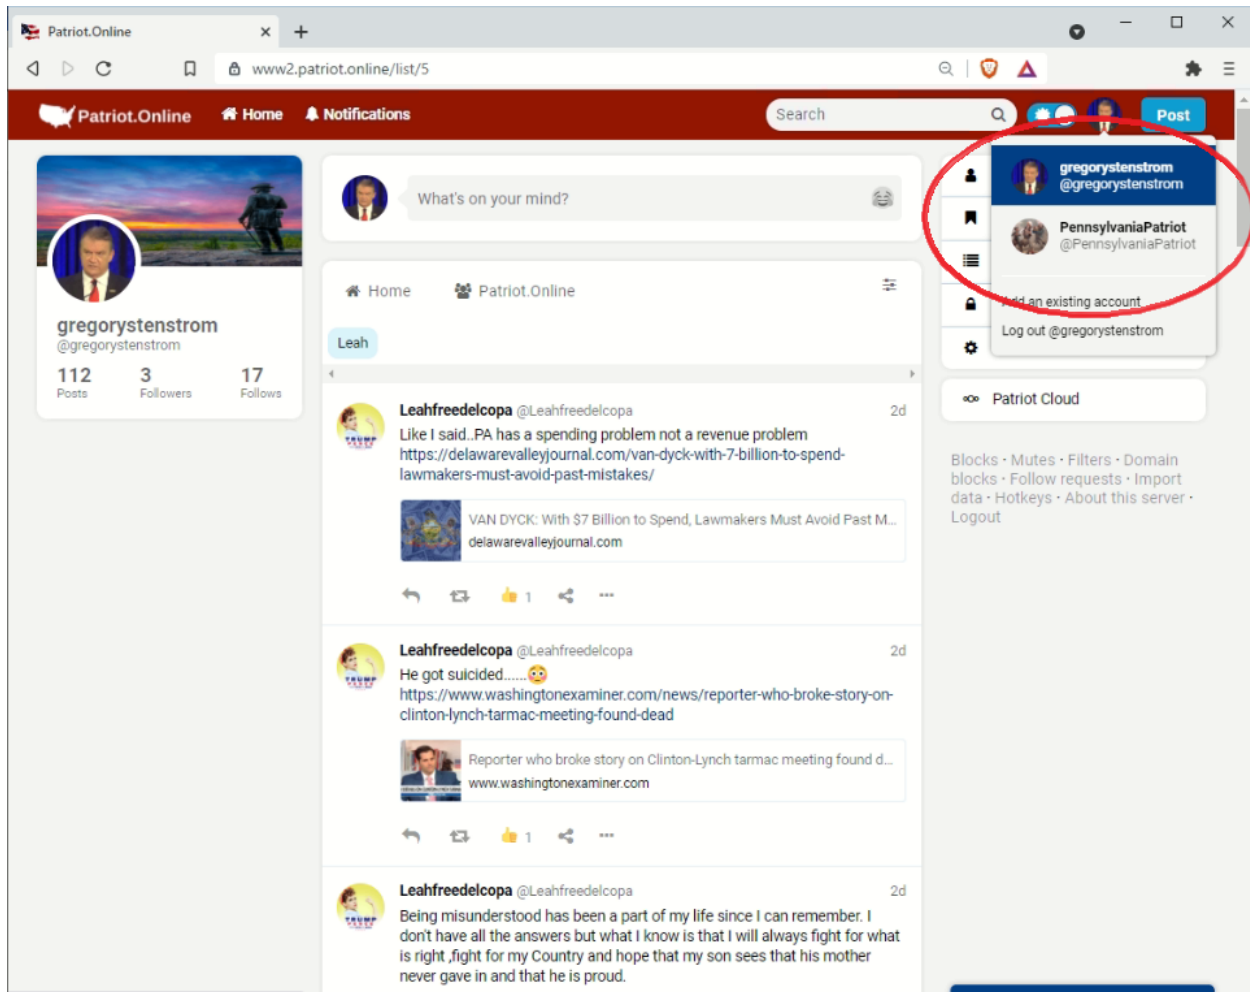 Patriot.Online
www2.patriot.online/list/5
Patriot.Online
Home
Notifications
Search
Post
gregorystenstrom
@gregorystenstrom
PennsylvaniaPatriot
@PennsylvaniaPatriot
Add an existing account
Log out @gregorystenstrom
Patriot Cloud
Blocks · Mutes · Filters · Domain
blocks · Follow requests · Import
data · Hotkeys · About this server ·
Logout
gregorystenstrom
@gregorystenstrom
112 3 17
Posts Followers Follows
What's on your mind?
Home Patriot.Online
Leah
Leahfreedelcopa @Leahfreedelcopa 2d
Like I said..PA has a spending problem not a revenue problem
https://delawarevalleyjournal.com/van-dyck-with-7-billion-to-spend-
lawmakers-must-avoid-past-mistakes/
VAN DYCK: With $7 Billion to Spend, Lawmakers Must Avoid Past M...
delawarevalleyjournal.com
1
Leahfreedelcopa @Leahfreedelcopa 2d
He got suicided......😳
https://www.washingtonexaminer.com/news/reporter-who-broke-story-on-
clinton-lynch-tarmac-meeting-found-dead
Reporter who broke story on Clinton-Lynch tarmac meeting found d...
www.washingtonexaminer.com
1
Leahfreedelcopa @Leahfreedelcopa 2d
Being misunderstood has been a part of my life since I can remember. I
don't have all the answers but what I know is that I will always fight for what
is right ,fight for my Country and hope that my son sees that his mother
never gave in and that he is proud.